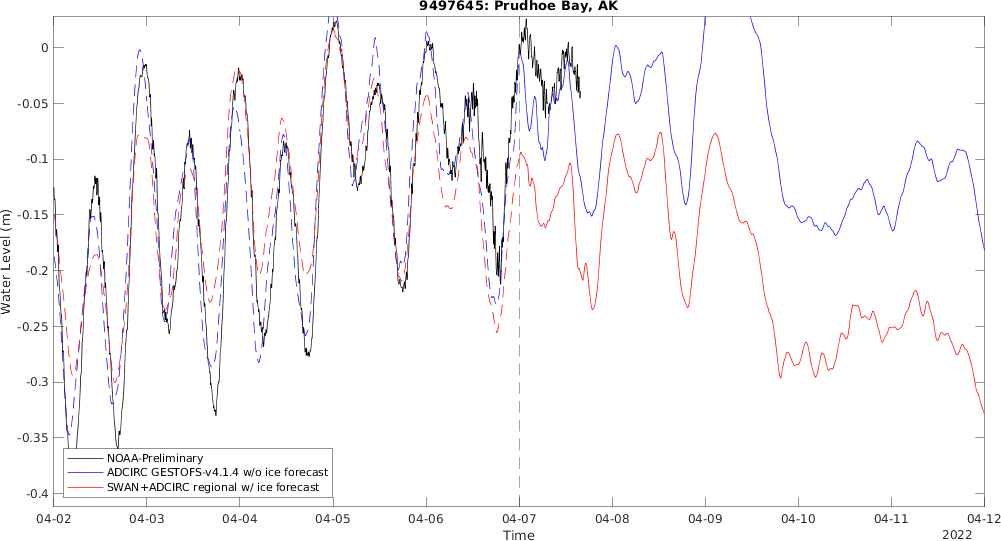 9497645: Prudhoe Bay, AK
0
-0.05
-0.1
-0.15
-0.2
-0.25
-0.3
-0.35
-0.4
Water Level (m)
NOAA-Preliminary
ADCIRC GESTOFS-v4.1.4 w/o ice forecast
SWAN+ADCIRC regional w/ ice forecast
04-02 04-03 04-04 04-05 04-06 04-07 04-08 04-09 04-10 04-11 04-12
Time
2022